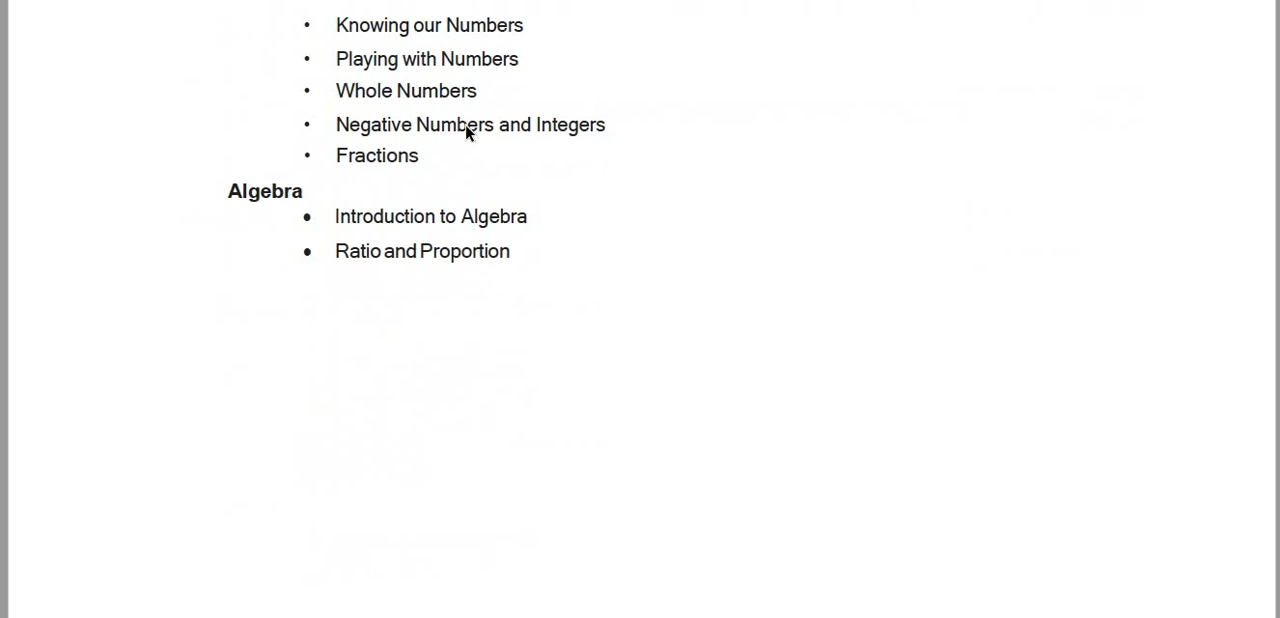 • Knowing our Numbers
• Playing with Numbers
• Whole Numbers
• Negative Numbers and Integers
• Fractions
Algebra
• Introduction to Algebra
• Ratio and Proportion